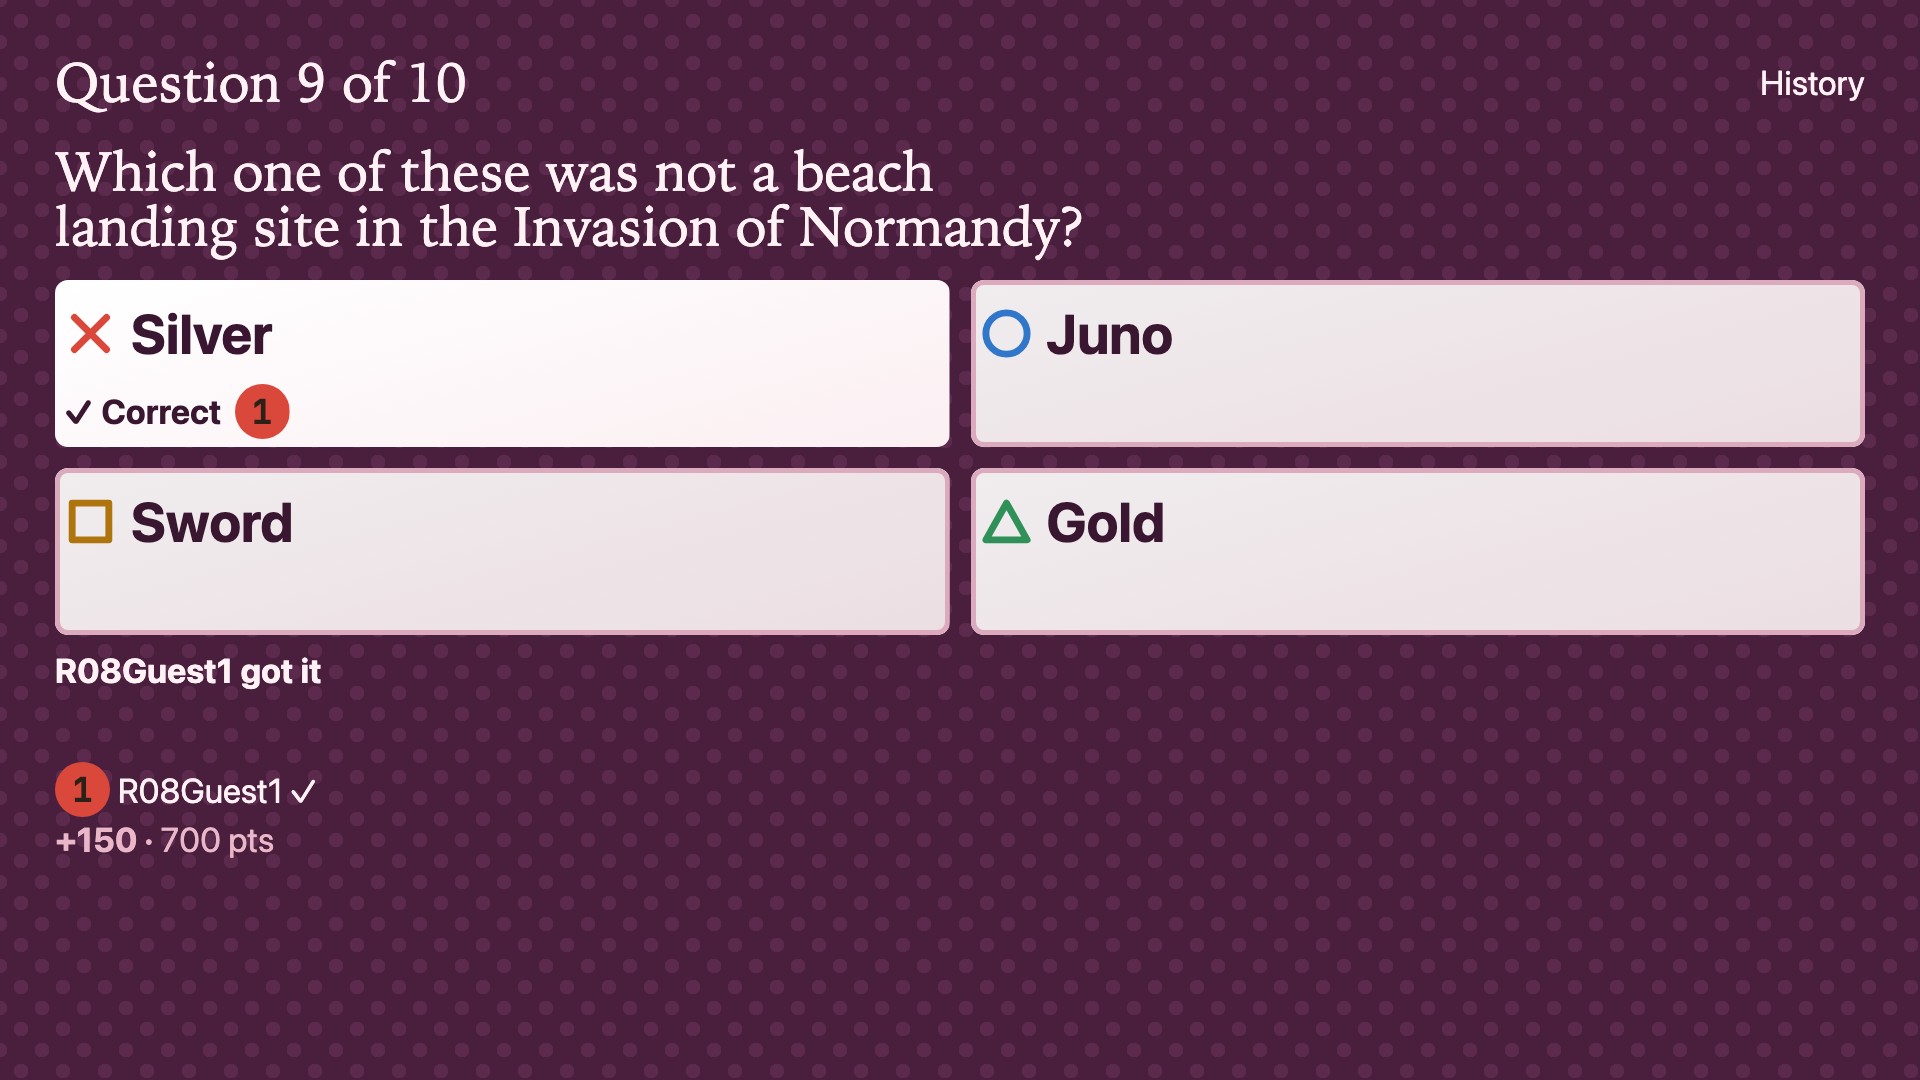 Question 9 of 10
History
Which one of these was not a beach
landing site in the Invasion of Normandy?
Silver
✓ Correct 1
Juno
Sword
Gold
R08Guest1 got it
1 R08Guest1 ✓
+150 · 700 pts